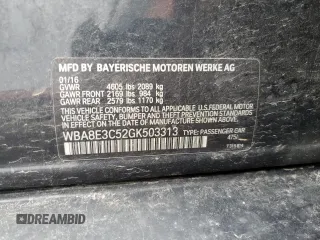 MFD BY BAYERISCHE MOTOREN WERKE AG
01/16
GVWR 4605 lbs 2089 kg
GAWR FRONT 2169 lbs 984 kg
GAWR REAR 2579 lbs 1170 kg
THIS VEHICLE CONFORMS TO ALL APPLICABLE U.S. FEDERAL MOTOR
VEHICLE SAFETY, BUMPER, AND THEFT PREVENTION STANDARDS
IN EFFECT ON THE DATE OF MANUFACTURE SHOWN ABOVE.
WBA8E3C52GK503313 TYPE: PASSENGER CAR
475/
DREAMBID